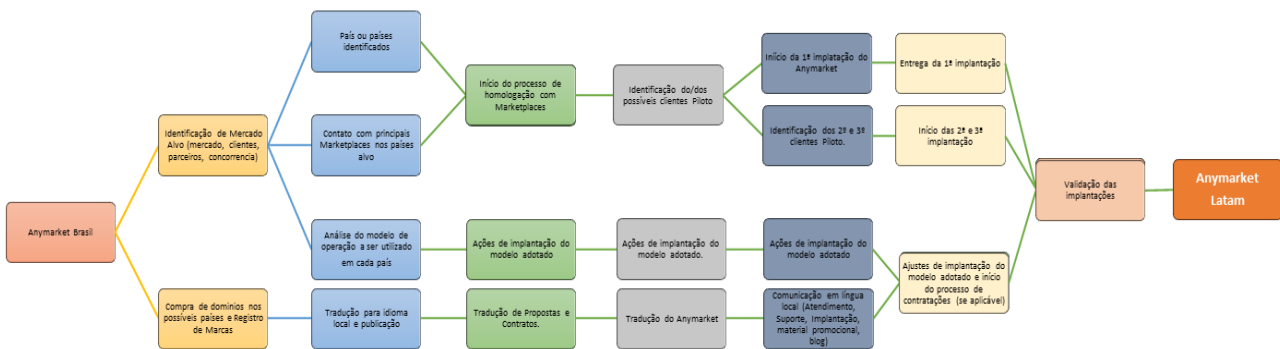 Anymarket Brasil
Identificação de Mercado
Alvo (mercado, clientes,
parceiros, concorrencia)
Compra de domínios nos
possíveis países e Registro
de Marcas
País ou países
identificados
Contato com principais
Marketplaces nos países
alvo
Análise do modelo de
operação a ser utilizado
em cada país
Tradução para idioma
local e publicação
Início do processo de
homologação com
Marketplaces
Ações de implantação do
modelo adotado
Tradução de Propostas e
Contratos.
Identificação do/dos
possíveis clientes Piloto
Ações de implantação do
modelo adotado.
Tradução do Anymarket
Início da 1ª implatação do
Anymarket
Identificação dos 2ª e 3ª
clientes Piloto.
Ações de implantação do
modelo adotado
Comunicação em língua
local (Atendimento,
Suporte, Implantação,
material promocional,
blog)
Entrega da 1ª implantação
Início das 2ª e 3ª
implantação
Ajustes de implantação do
modelo adotado e início
do processo de
contratações (se aplicável)
Validação das
implantações
Anymarket
Latam